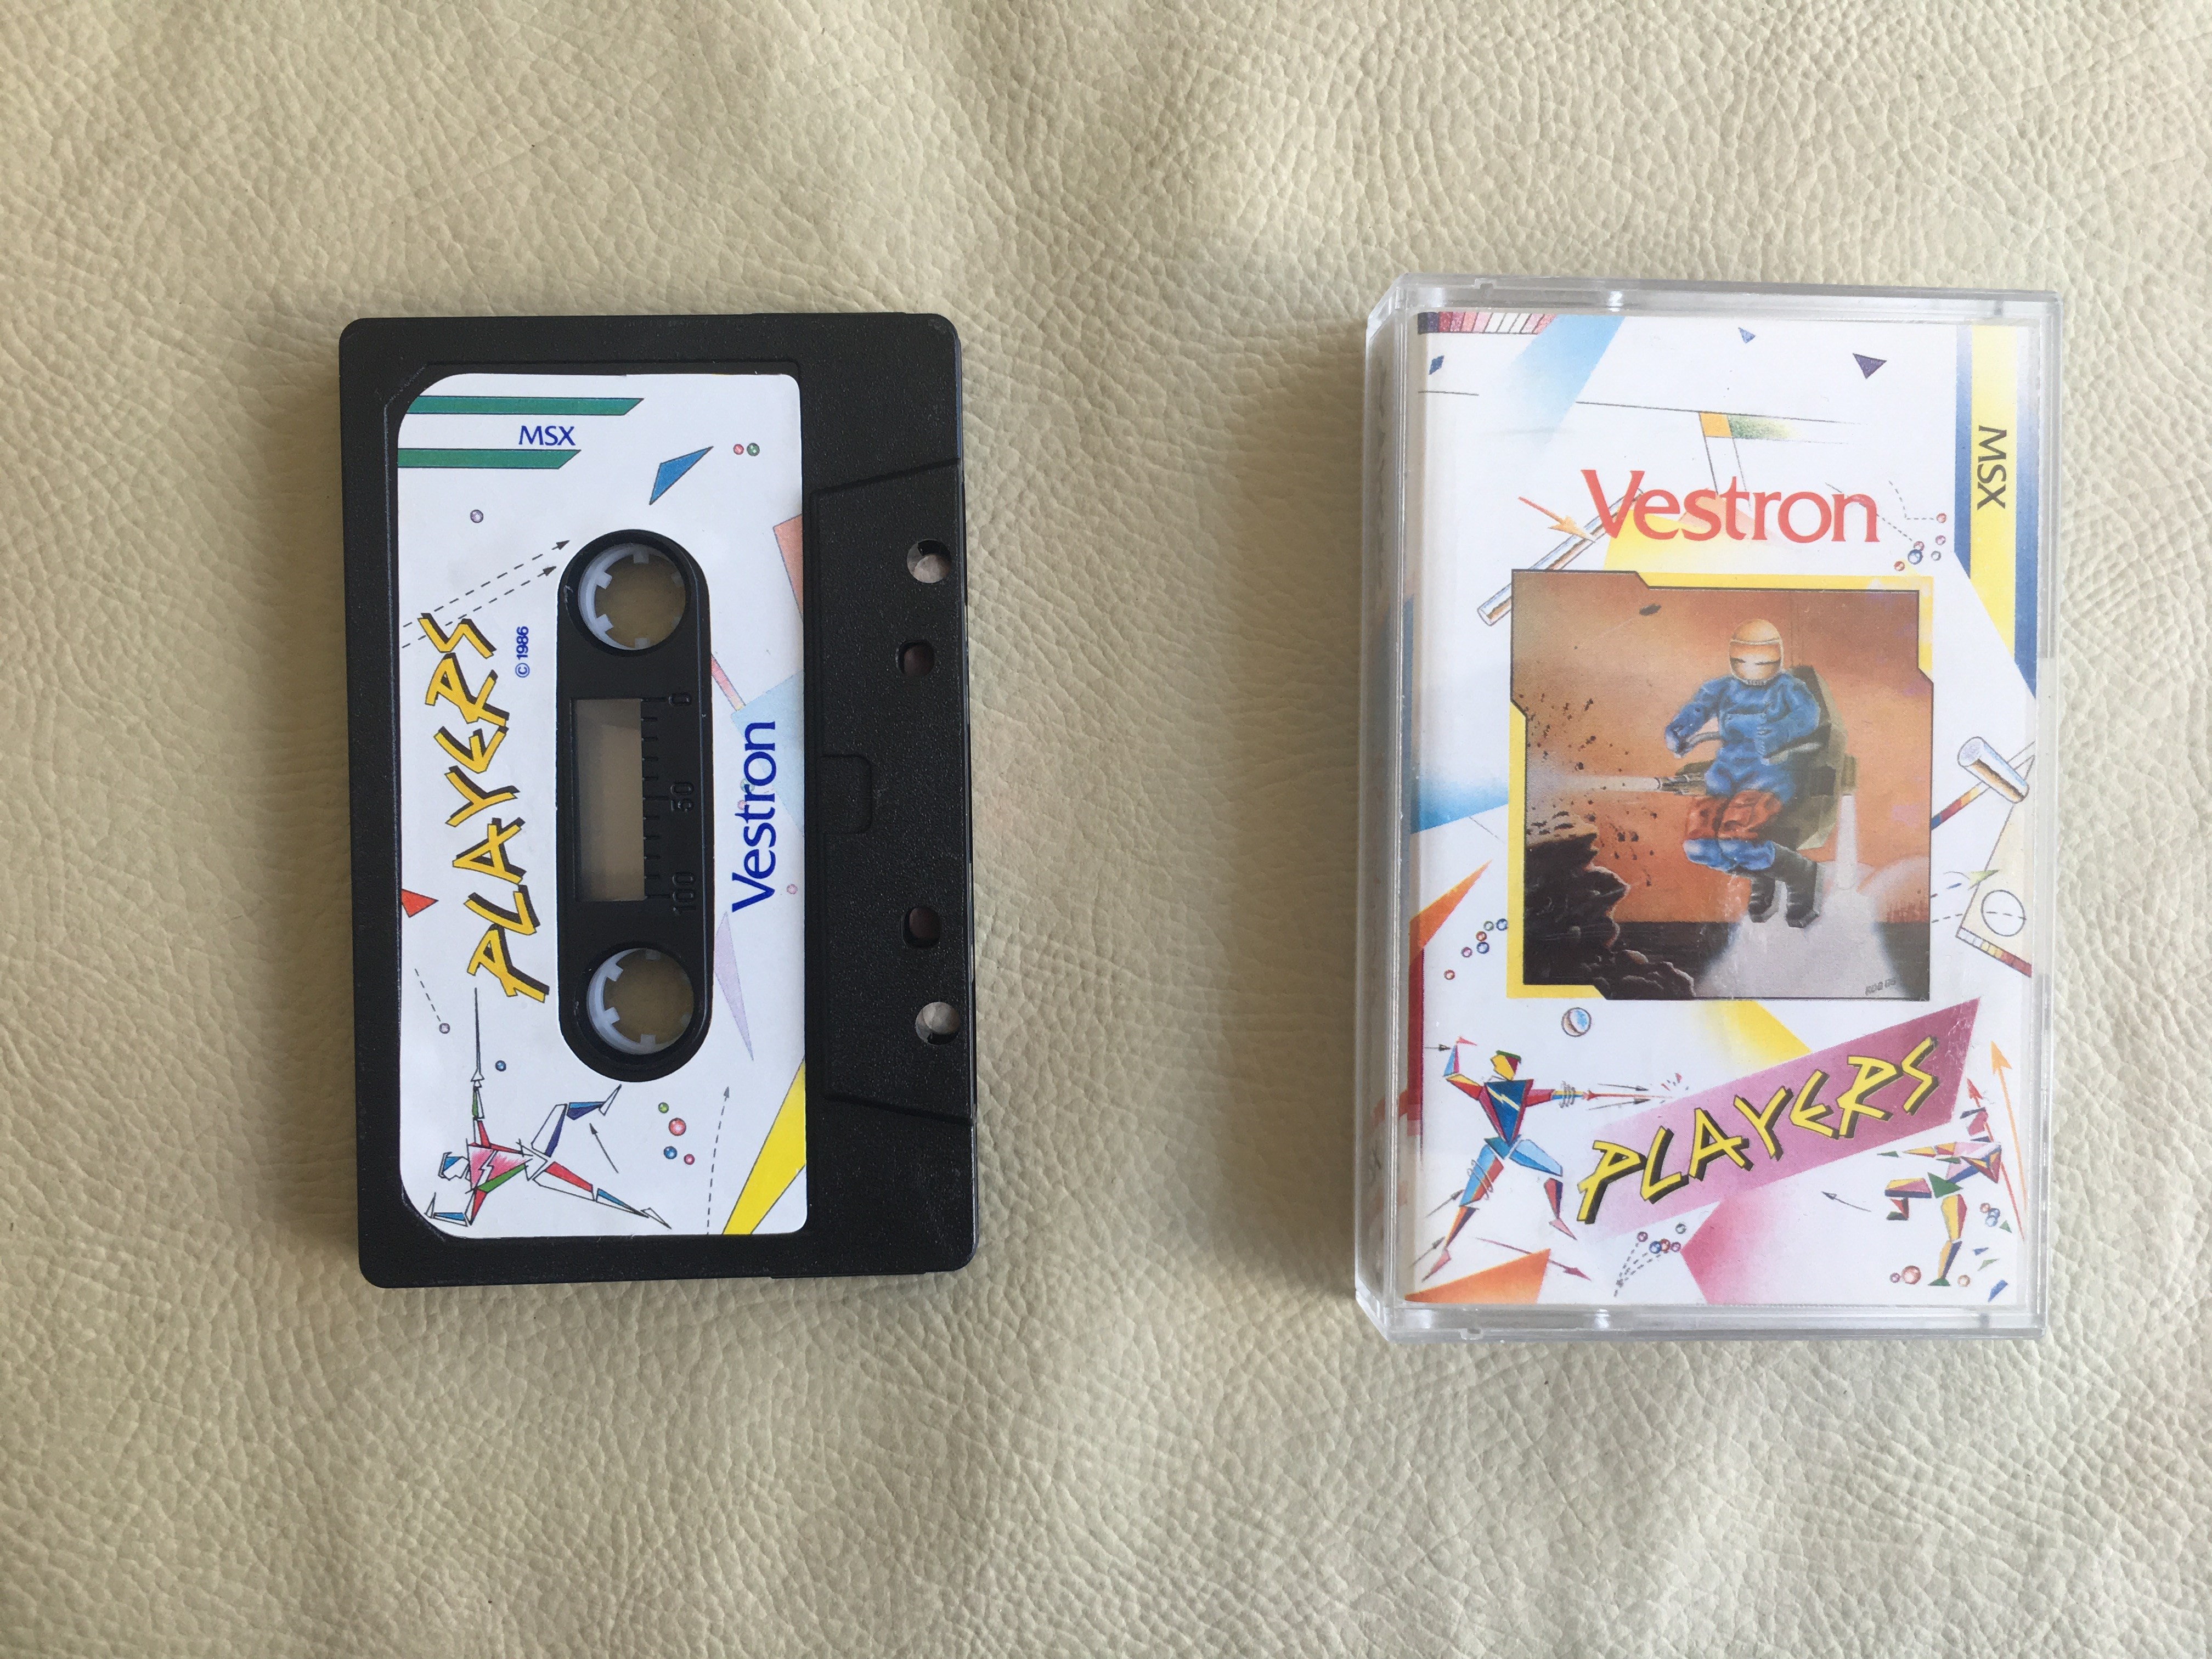 MSX
PLAYERS
© 1986
0
50
100
Vestron
Vestron
MSX
PLAYERS